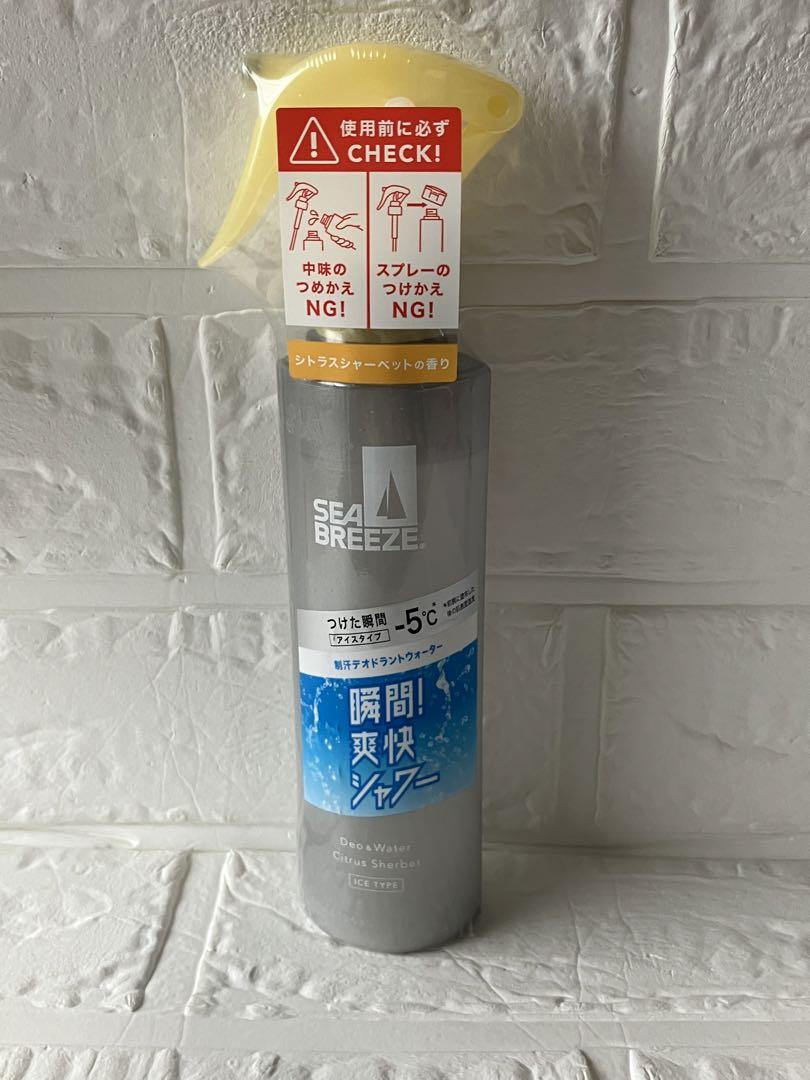 使用前に必ず
CHECK!
中味の
つめかえ
NG!
スプレーの
つけかえ
NG!
シトラスシャーベットの香り
SEA
BREEZE
つけた瞬間
アイスタイプ
-5℃*
制汗デオドラントウォーター
瞬間!
爽快
シャワー
Deo & Water
Citrus Sherbet
ICE TYPE